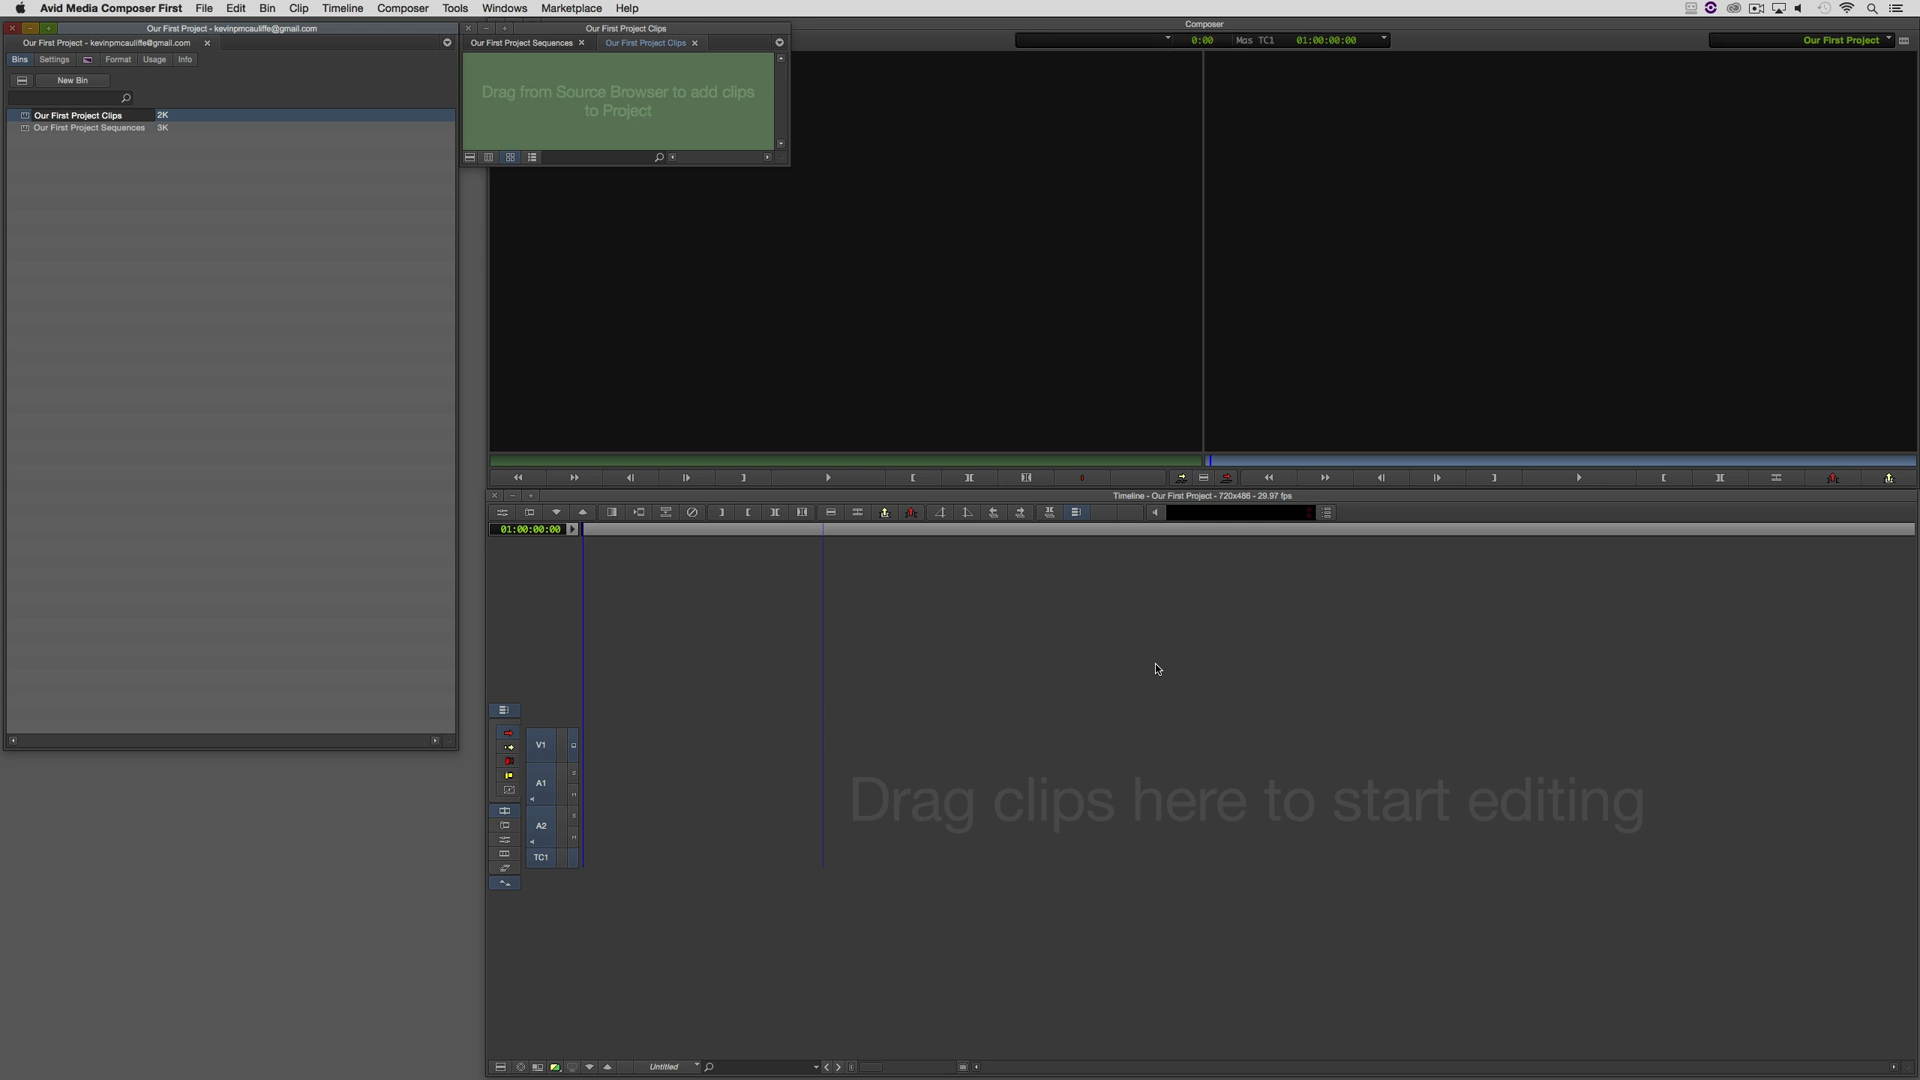 Avid Media Composer First File Edit Bin Clip Timeline Composer Tools Windows Marketplace Help
Our First Project - kevinpmcauliffe@gmail.com
Our First Project - kevinpmcauliffe@gmail.com
Bins Settings Format Usage Info
New Bin
Our First Project Clips 2K
Our First Project Sequences 3K
Our First Project Clips
Our First Project Sequences Our First Project Clips
Drag from Source Browser to add clips
to Project
Composer
0:00 Mas TC1 01:00:00:00
Our First Project
Timeline - Our First Project - 720x486 - 29.97 fps
01:00:00:00
V1
A1
S
M
A2
S
M
TC1
Drag clips here to start editing
Untitled